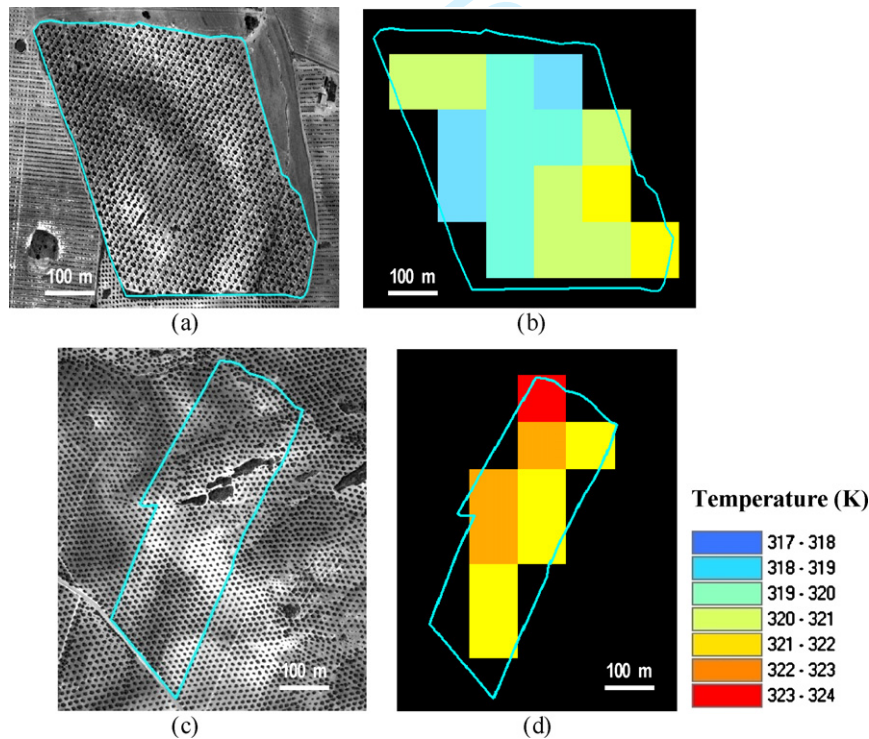 100 m
100 m
(a)
(b)
Temperature (K)
317 - 318
318 - 319
319 - 320
320 - 321
321 - 322
322 - 323
323 - 324
100 m
100 m
(c)
(d)